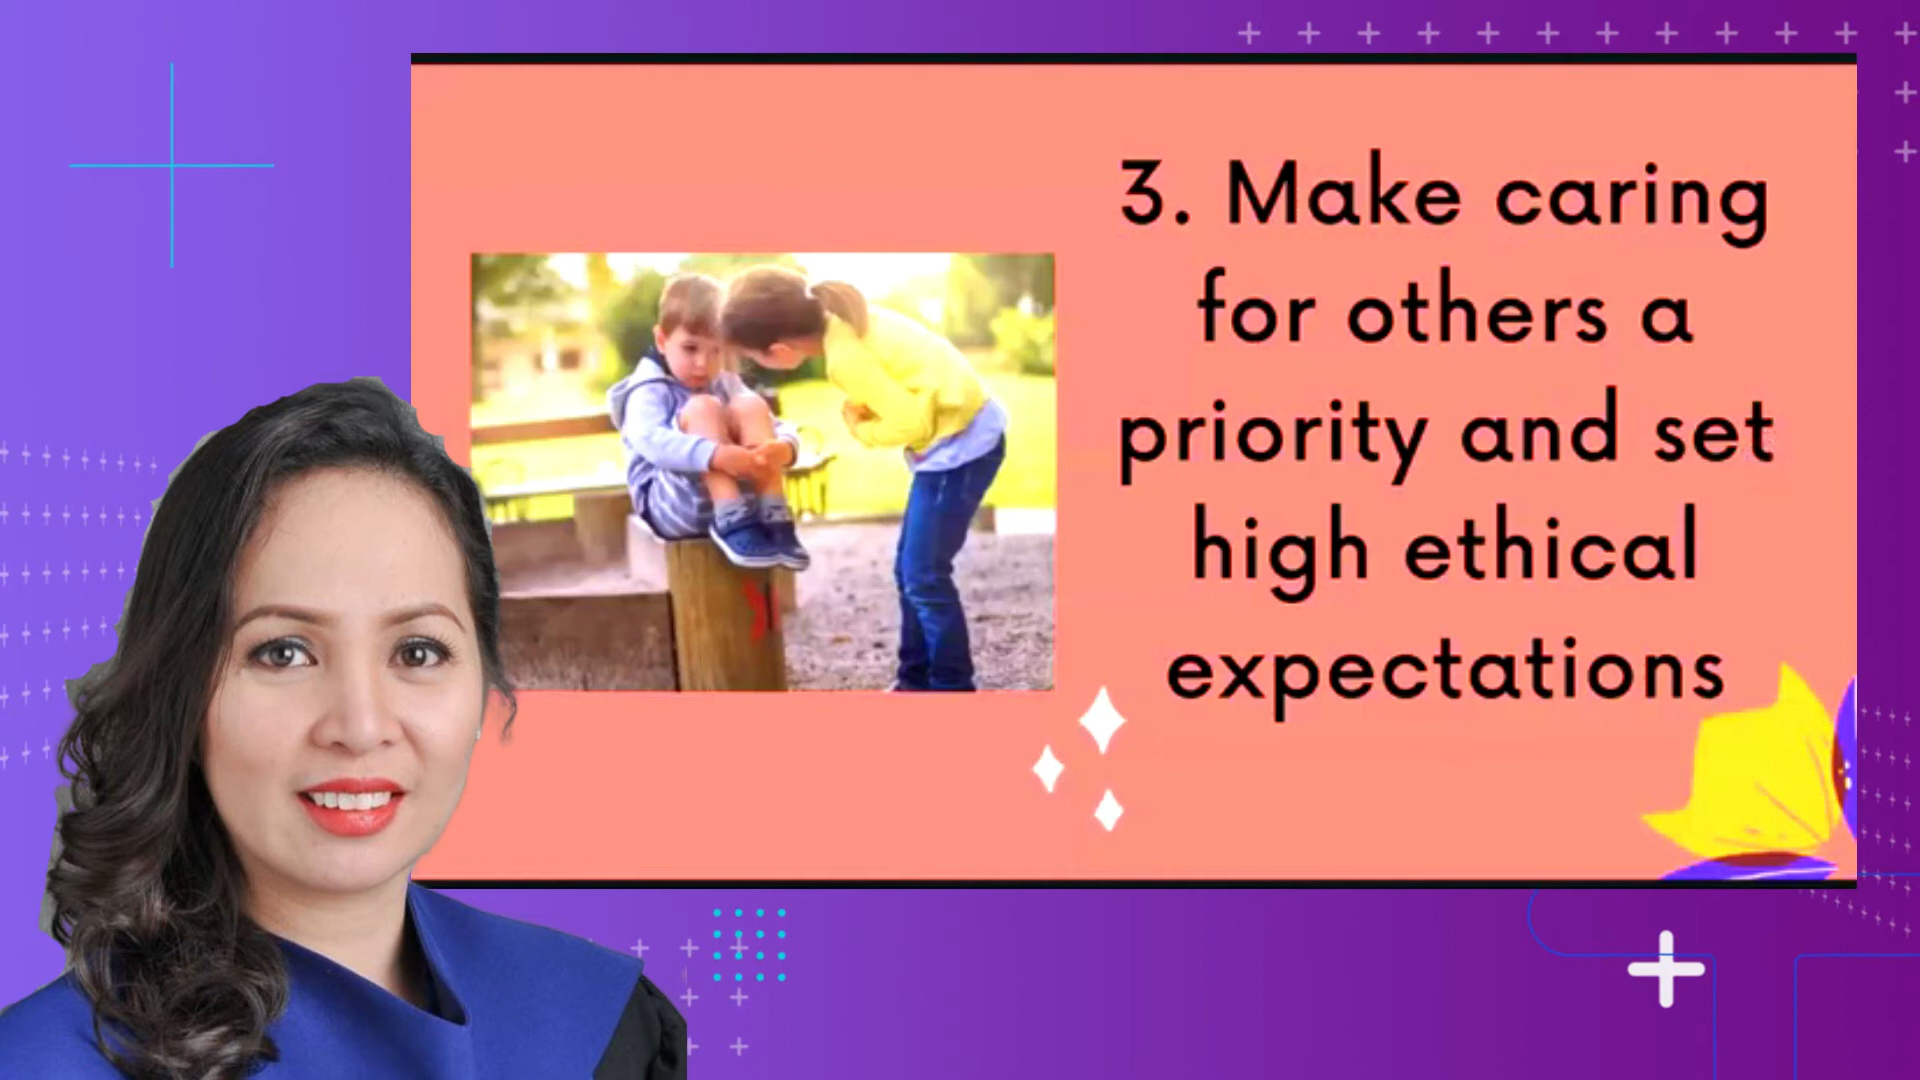 3. Make caring
for others a
priority and set
high ethical
expectations